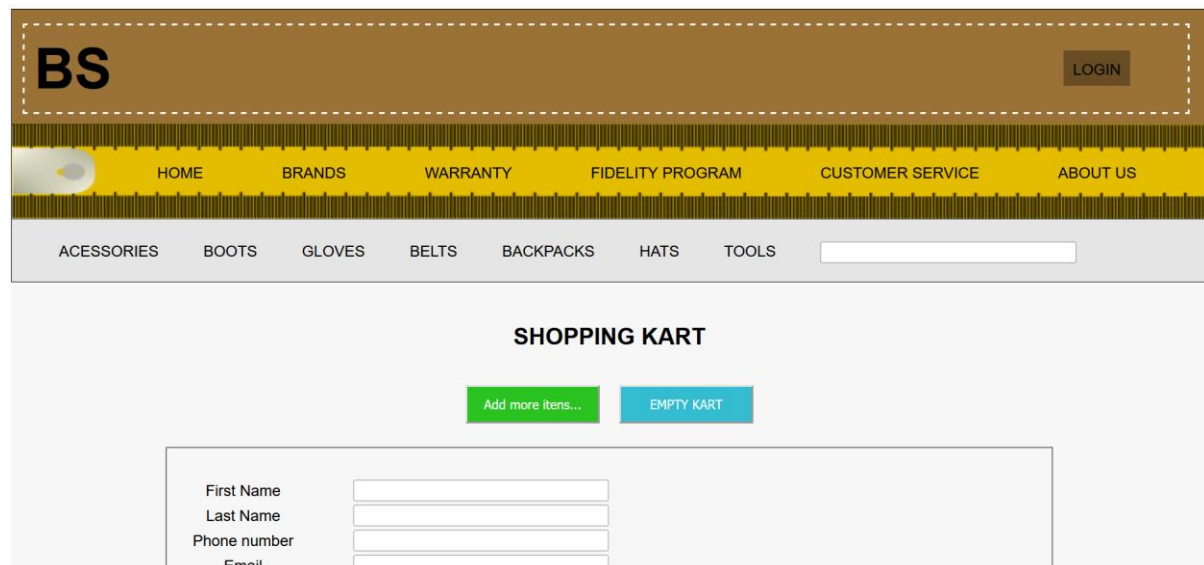 BS
LOGIN
HOME BRANDS WARRANTY FIDELITY PROGRAM CUSTOMER SERVICE ABOUT US
ACESSORIES BOOTS GLOVES BELTS BACKPACKS HATS TOOLS
SHOPPING KART
Add more itens... EMPTY KART
First Name
Last Name
Phone number
Email